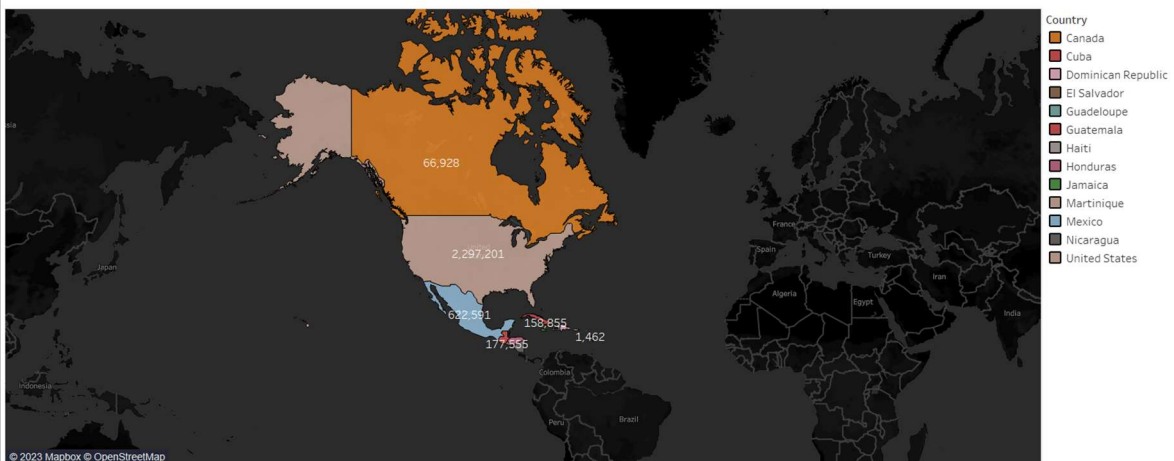 Country
Canada
Cuba
Dominican Republic
El Salvador
Guadeloupe
Guatemala
Haiti
Honduras
Jamaica
Martinique
Mexico
Nicaragua
United States
66,928
2,297,201
622,591
158,855
1,462
177,555
sia
Japan
Indonesia
Colombia
Peru
Brazil
France
Spain
Turkey
Algeria
Egypt
Iran
India
© 2023 Mapbox © OpenStreetMap